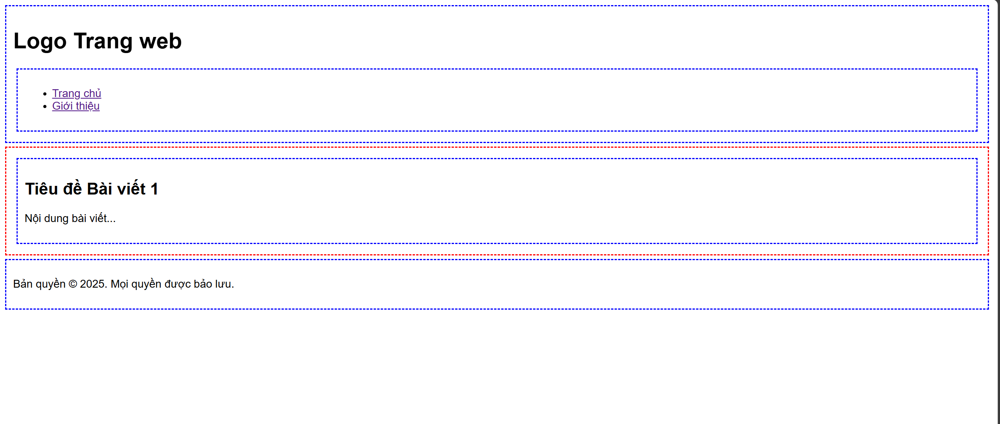 Logo Trang web
Trang chủ
Giới thiệu
Tiêu đề Bài viết 1
Nội dung bài viết...
Bản quyền © 2025. Mọi quyền được bảo lưu.